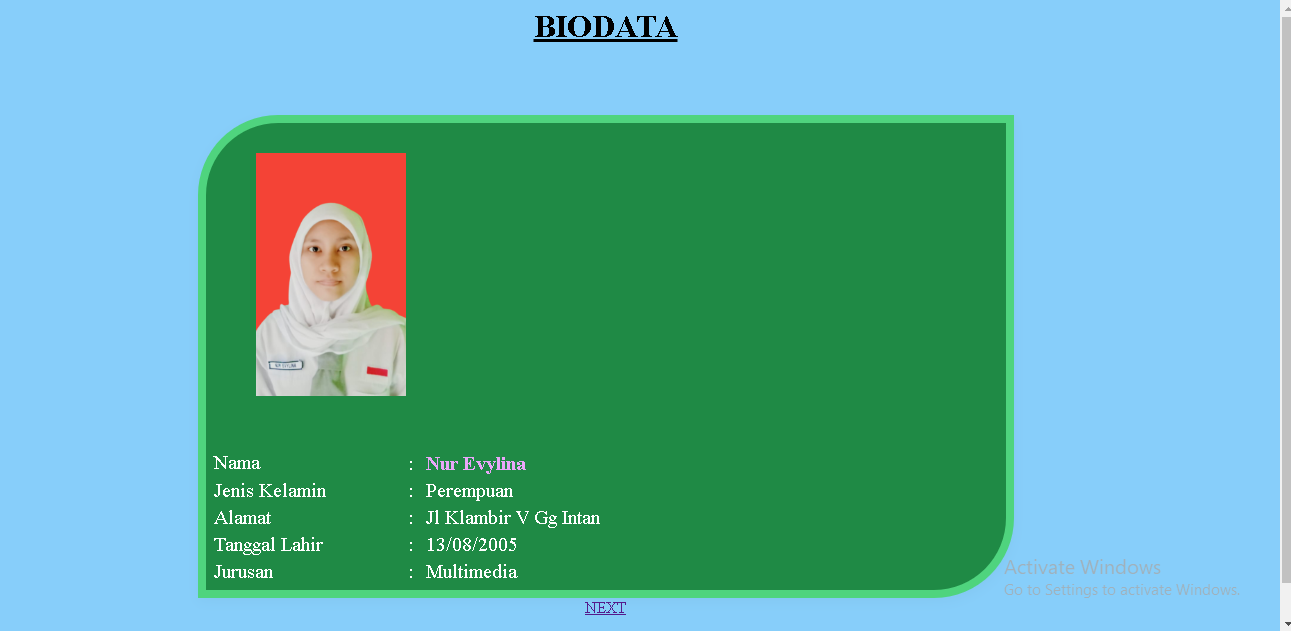 BIODATA
Nama : Nur Evylina
Jenis Kelamin : Perempuan
Alamat : Jl Klambir V Gg Intan
Tanggal Lahir : 13/08/2005
Jurusan : Multimedia
Activate Windows
Go to Settings to activate Windows.
NEXT